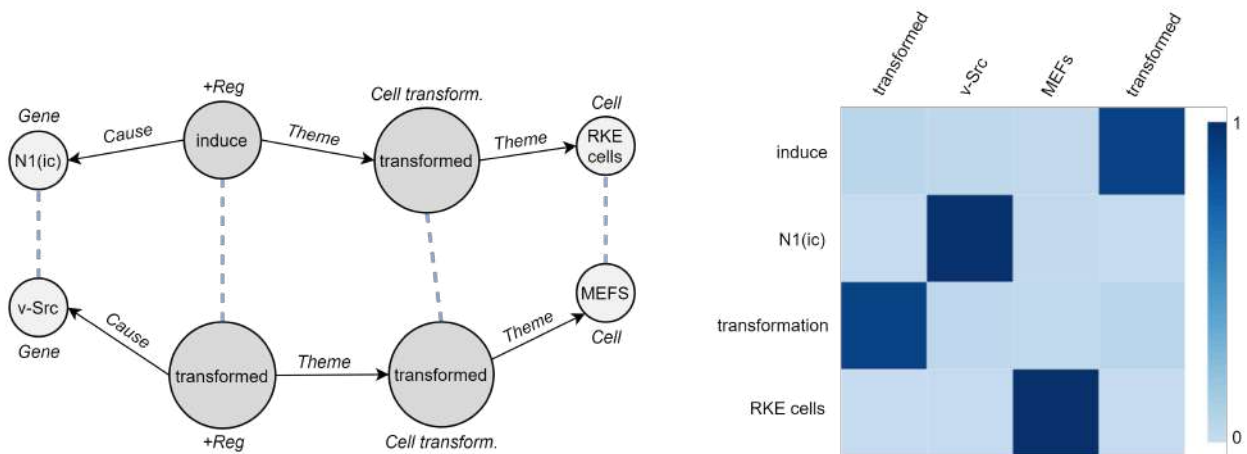 +Reg
Cell transform.
Cell
Gene
Cause
induce
Theme
transformed
Theme
RKE
cells
N1(ic)
v-Src
Gene
Cause
transformed
+Reg
Theme
transformed
Cell transform.
Theme
MEFS
Cell
transformed
v-Src
MEFs
transformed
induce
N1(ic)
transformation
RKE cells
1
0